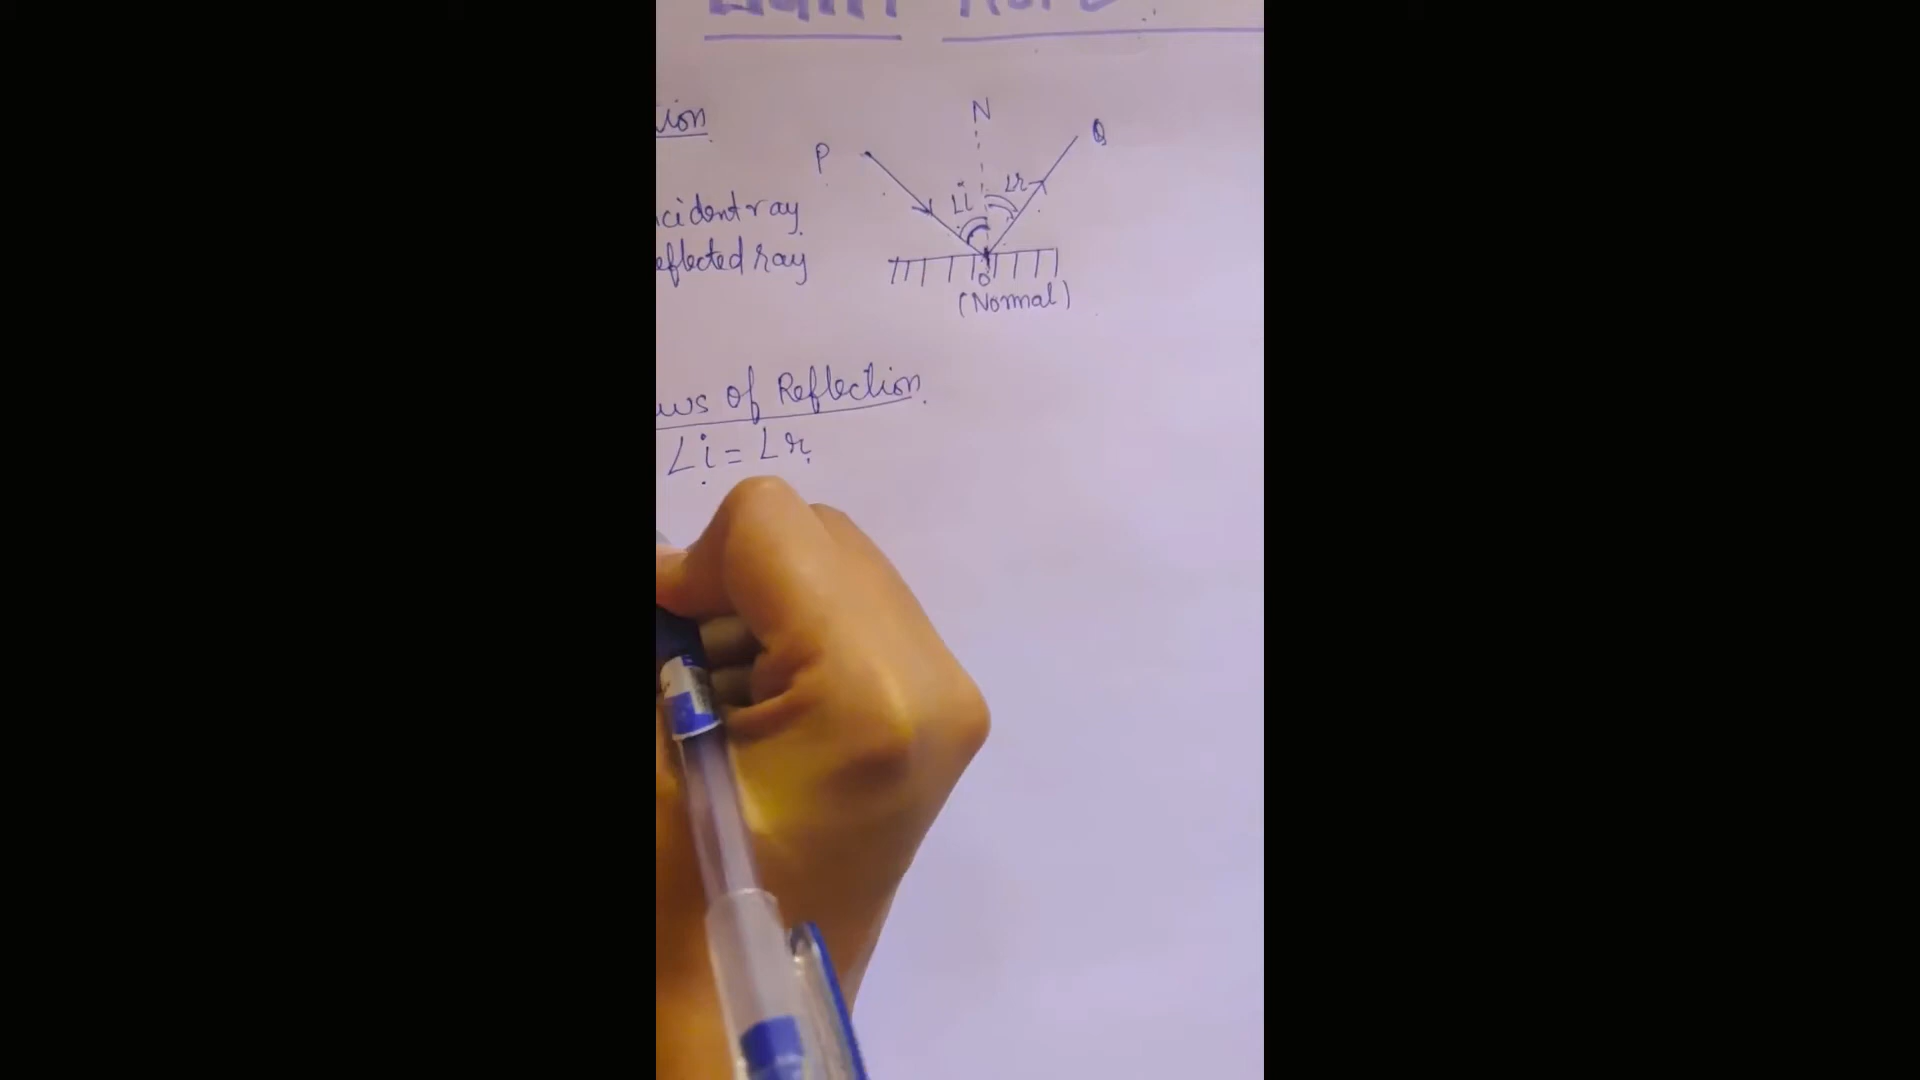 N
P
Q
ion
∠i
∠r
cident ray
eflected ray
O
(Normal)
ws of Reflection
∠i = ∠r